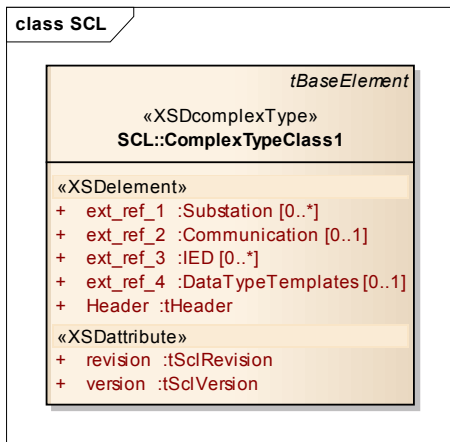 class SCL
tBaseElement
«XSDcomplexType»
SCL::ComplexTypeClass1
«XSDelement»
+ ext_ref_1 :Substation [0..*]
+ ext_ref_2 :Communication [0..1]
+ ext_ref_3 :IED [0..*]
+ ext_ref_4 :DataTypeTemplates [0..1]
+ Header :tHeader
«XSDattribute»
+ revision :tSclRevision
+ version :tSclVersion